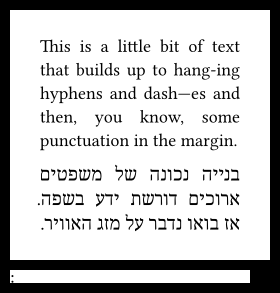 This is a little bit of text
that builds up to hang-ing
hyphens and dash—es and
then, you know, some
punctuation in the margin.
בנייה נכונה של משפטים
ארוכים דורשת ידע בשפה.
אז בואו נדבר על מזג האוויר.
: